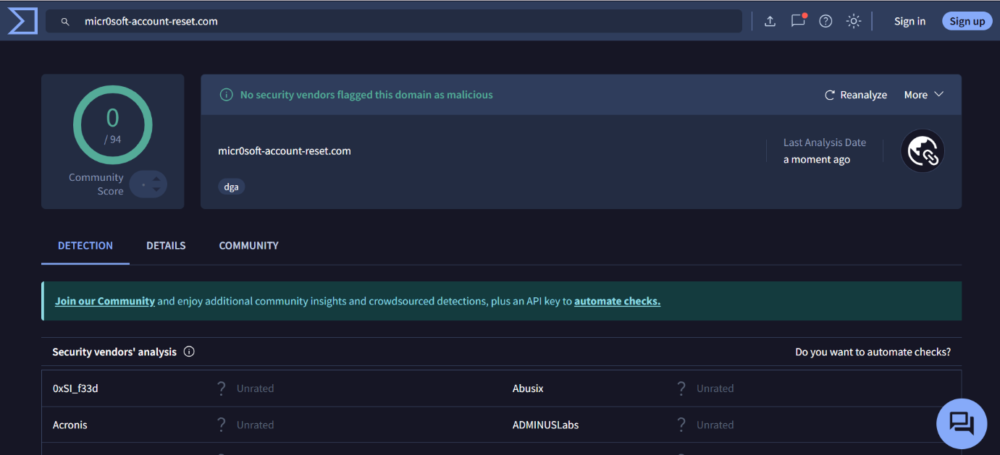 micr0soft-account-reset.com
Sign in
Sign up
0
/ 94
Community
Score
No security vendors flagged this domain as malicious
Reanalyze
More
micr0soft-account-reset.com
dga
Last Analysis Date
a moment ago
DETECTION
DETAILS
COMMUNITY
Join our Community and enjoy additional community insights and crowdsourced detections, plus an API key to automate checks.
Security vendors' analysis
Do you want to automate checks?
0xSI_f33d ? Unrated Abusix ? Unrated
Acronis ? Unrated ADMINUSLabs ? Unrated